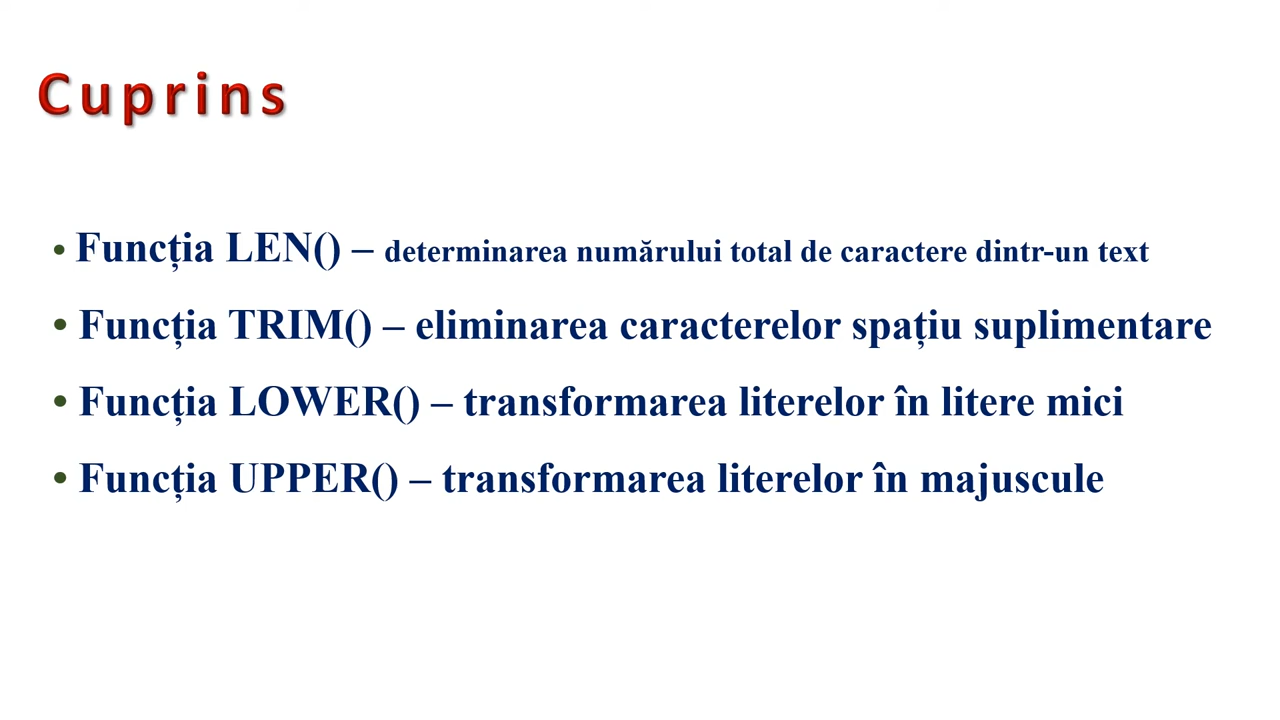 Cuprins
• Funcția LEN() – determinarea numărului total de caractere dintr-un text
• Funcția TRIM() – eliminarea caracterelor spațiu suplimentare
• Funcția LOWER() – transformarea literelor în litere mici
• Funcția UPPER() – transformarea literelor în majuscule